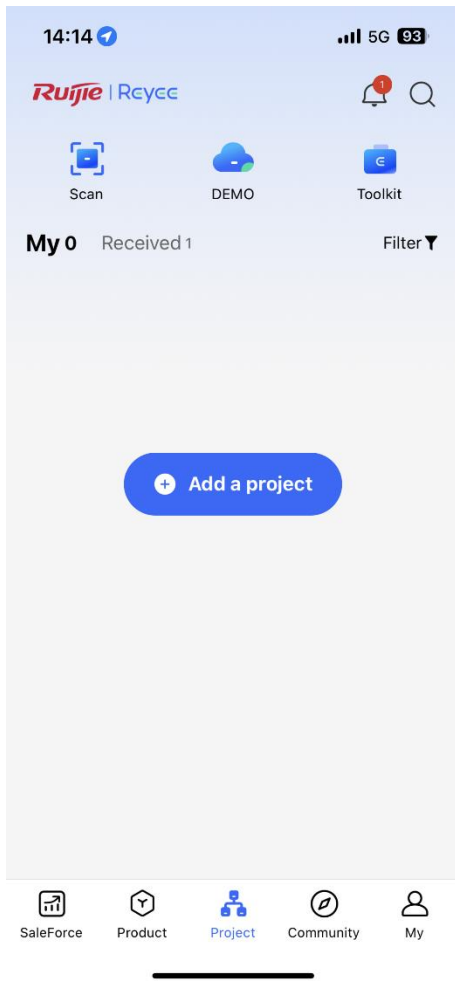 14:14 5G 93
Ruijie | Reyee
1
Scan DEMO Toolkit
My 0 Received 1 Filter
Add a project
SaleForce Product Project Community My